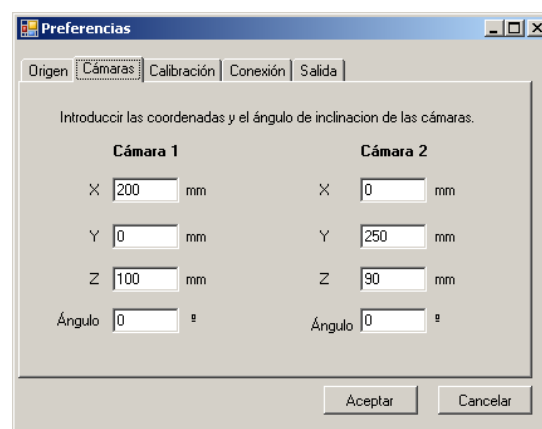 Preferencias
Origen Cámaras Calibración Conexión Salida
Introduccir las coordenadas y el ángulo de inclinacion de las cámaras.
Cámara 1 Cámara 2
X 200 mm X 0 mm
Y 0 mm Y 250 mm
Z 100 mm Z 90 mm
Ángulo 0 º Ángulo 0 º
Aceptar Cancelar